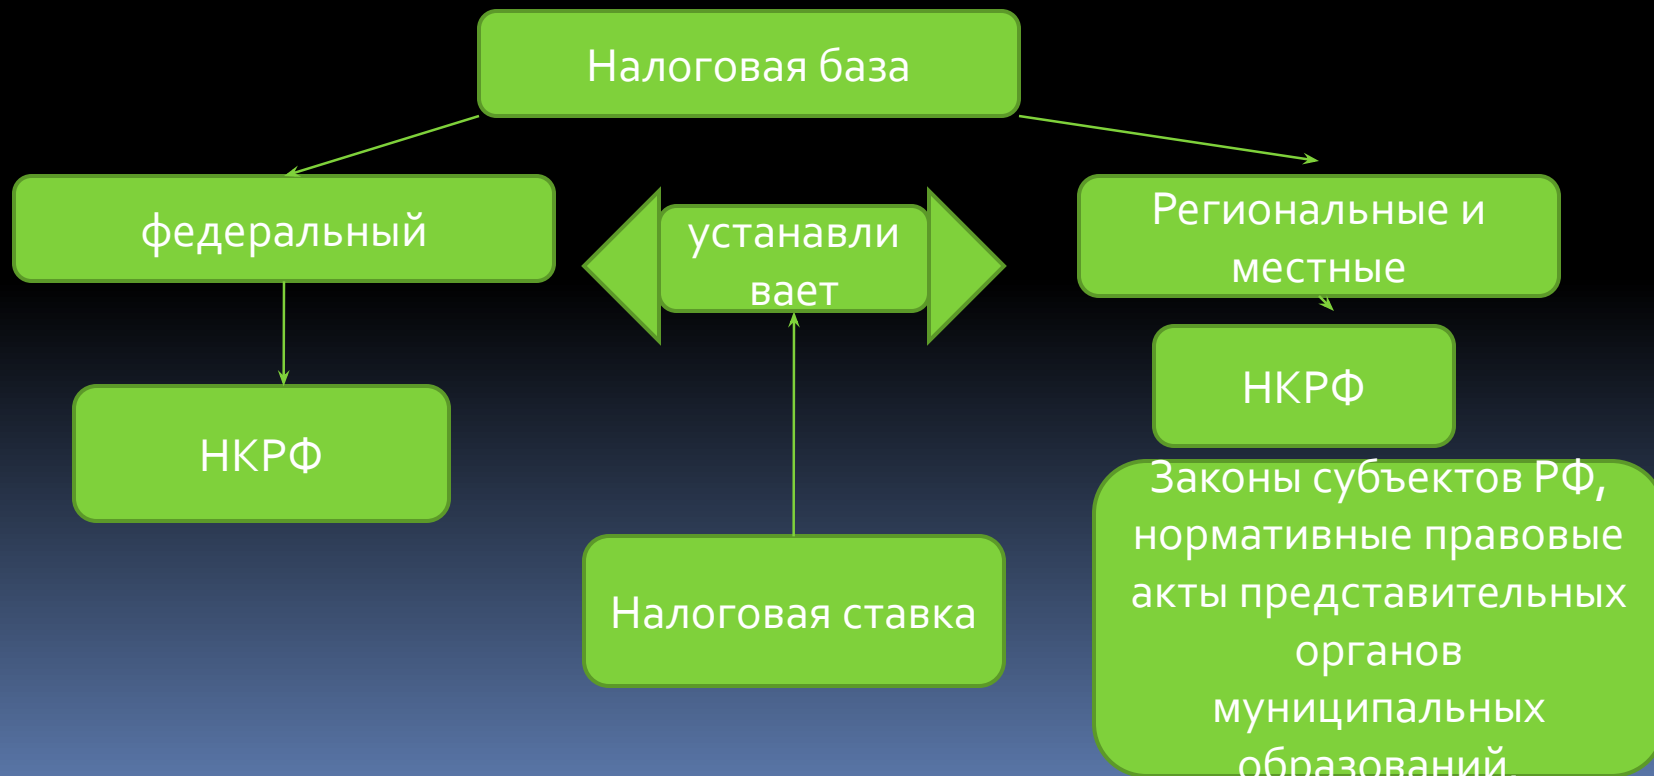 Налоговая база
федеральный
устанавли
вает
Региональные и
местные
НКРФ
НКРФ
Налоговая ставка
Законы субъектов РФ,
нормативные правовые
акты представительных
органов
муниципальных
образований.